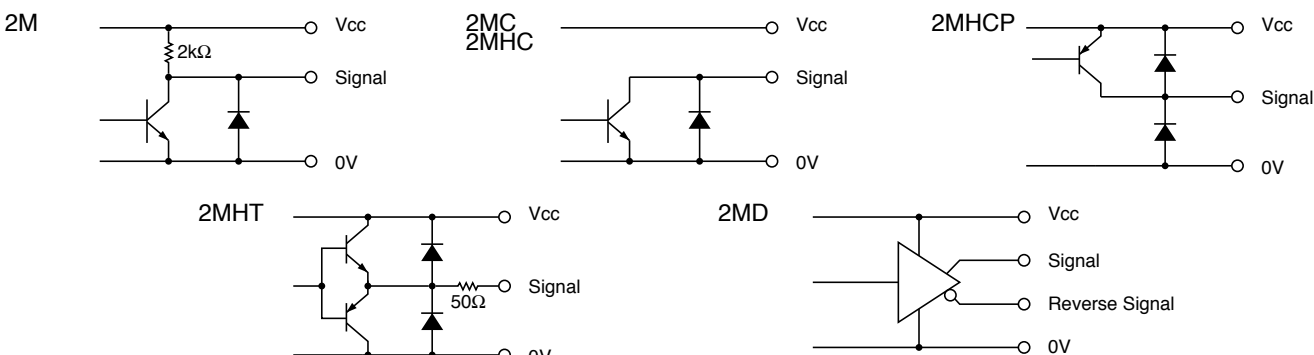 2M
Vcc
2kΩ
Signal
0V
2MC
2MHC
Vcc
Signal
0V
2MHCP
Vcc
Signal
0V
2MHT
Vcc
Signal
50Ω
0V
2MD
Vcc
Signal
Reverse Signal
0V